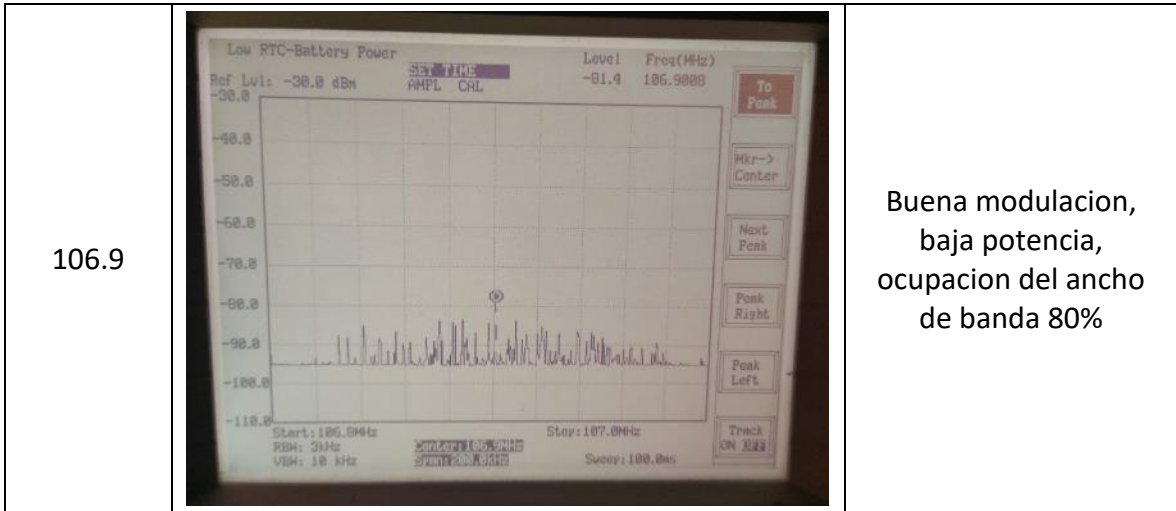 106.9
Low RTC-Battery Power
SET TIME
AMPL CAL
Level Freq(MHz)
-81.4 106.9008
Ref Lvl: -30.0 dBm
-30.0
-40.0
-50.0
-60.0
-70.0
-80.0
-90.0
-100.0
-110.0
Start:106.8MHz
RBW: 3kHz
VBW: 10 kHz
Center:106.9MHz
Span:200.0kHz
Stop:107.0MHz
Sweep:100.0ms
To
Peak
Mkr->
Center
Next
Peak
Peak
Right
Peak
Left
Track
ON OFF
Buena modulacion,
baja potencia,
ocupacion del ancho
de banda 80%